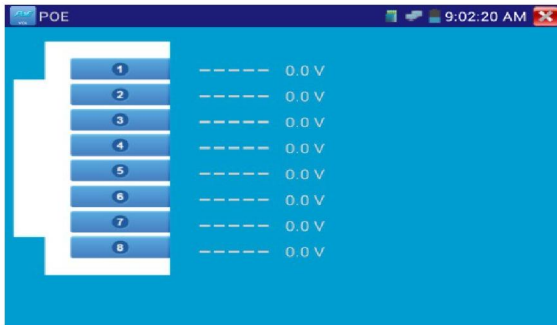 POE 9:02:20 AM
1 ----- 0.0 V
2 ----- 0.0 V
3 ----- 0.0 V
4 ----- 0.0 V
5 ----- 0.0 V
6 ----- 0.0 V
7 ----- 0.0 V
8 ----- 0.0 V